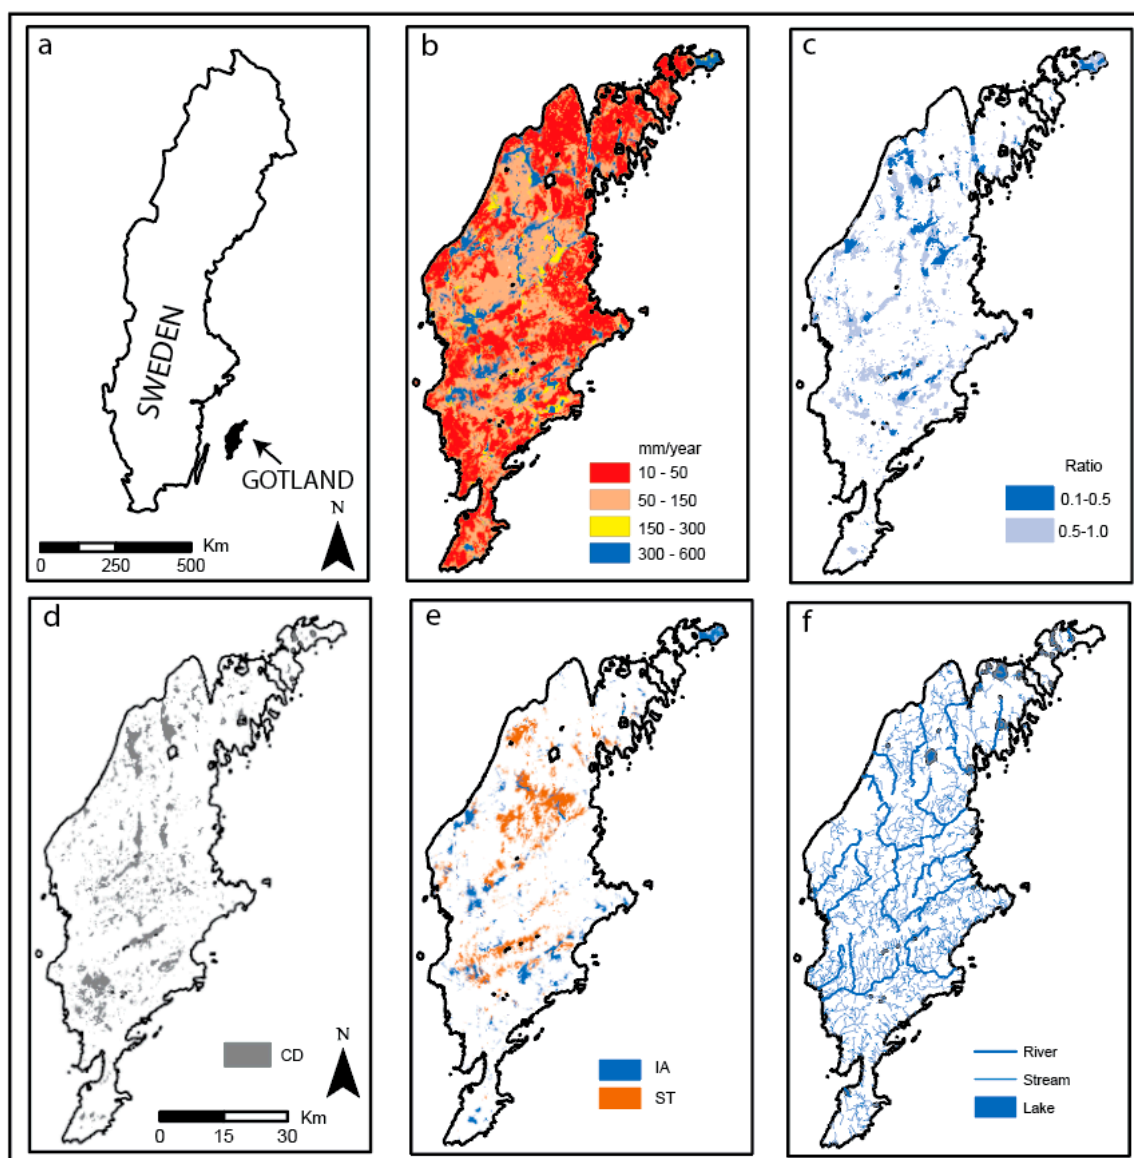 a
SWEDEN
GOTLAND
N
Km
0 250 500
b
mm/year
10 - 50
50 - 150
150 - 300
300 - 600
c
Ratio
0.1-0.5
0.5-1.0
d
CD
N
Km
0 15 30
e
IA
ST
f
River
Stream
Lake